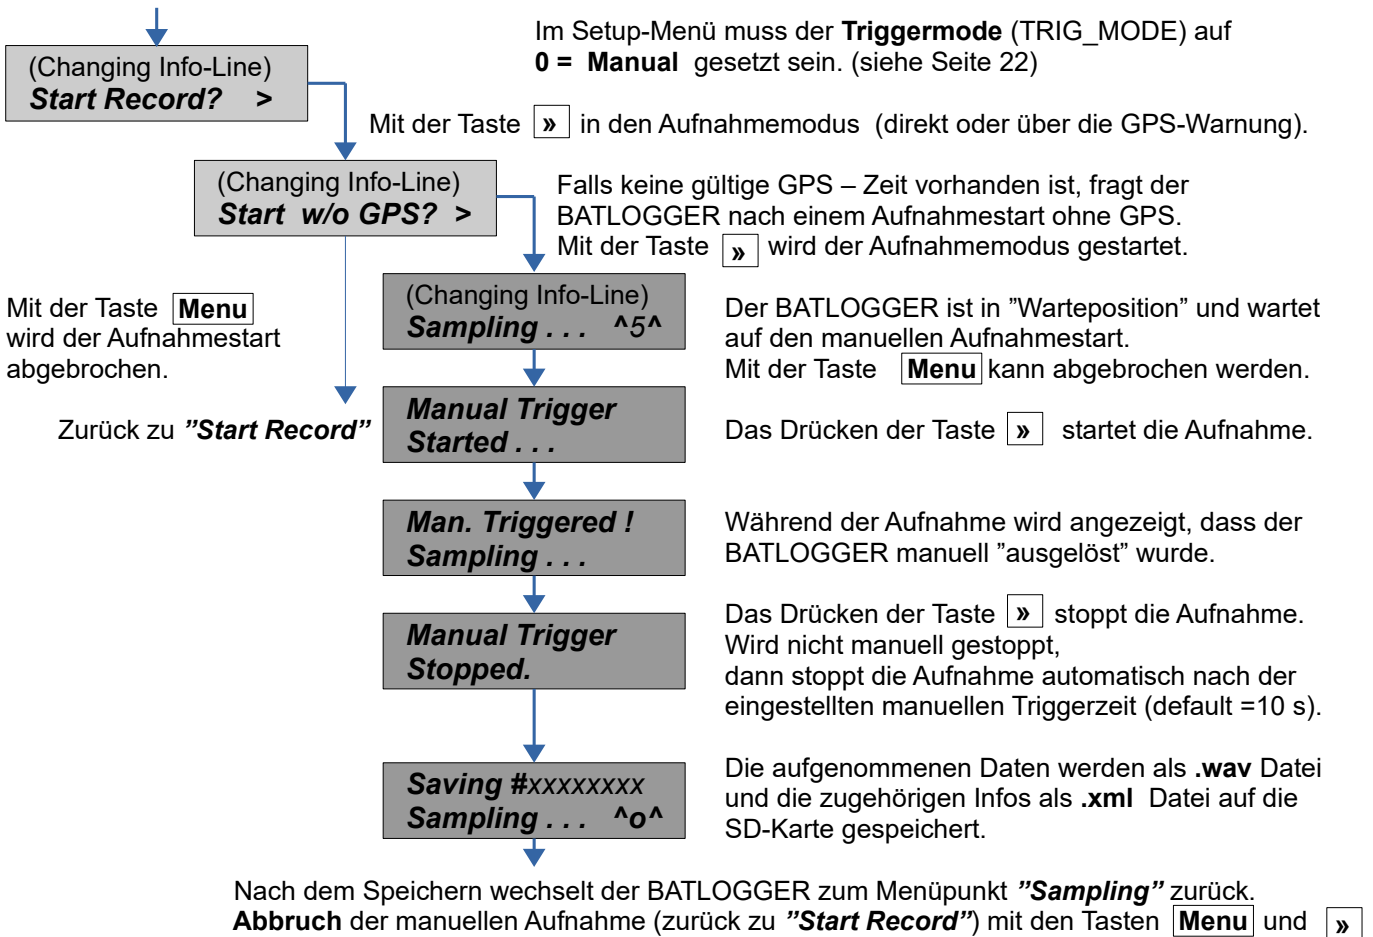 Im Setup-Menü muss der Triggermode (TRIG_MODE) auf
0 = Manual gesetzt sein. (siehe Seite 22)
(Changing Info-Line)
Start Record? >
Mit der Taste » in den Aufnahmemodus (direkt oder über die GPS-Warnung).
(Changing Info-Line)
Start w/o GPS? >
Falls keine gültige GPS – Zeit vorhanden ist, fragt der
BATLOGGER nach einem Aufnahmestart ohne GPS.
Mit der Taste » wird der Aufnahmemodus gestartet.
Mit der Taste Menu
wird der Aufnahmestart
abgebrochen.
Zurück zu ”Start Record”
(Changing Info-Line)
Sampling . . . ^5^
Der BATLOGGER ist in ”Warteposition” und wartet
auf den manuellen Aufnahmestart.
Mit der Taste Menu kann abgebrochen werden.
Manual Trigger
Started . . .
Das Drücken der Taste » startet die Aufnahme.
Man. Triggered !
Sampling . . .
Während der Aufnahme wird angezeigt, dass der
BATLOGGER manuell ”ausgelöst” wurde.
Manual Trigger
Stopped.
Das Drücken der Taste » stoppt die Aufnahme.
Wird nicht manuell gestoppt,
dann stoppt die Aufnahme automatisch nach der
eingestellten manuellen Triggerzeit (default =10 s).
Saving #xxxxxxxx
Sampling . . . ^o^
Die aufgenommenen Daten werden als .wav Datei
und die zugehörigen Infos als .xml Datei auf die
SD-Karte gespeichert.
Nach dem Speichern wechselt der BATLOGGER zum Menüpunkt ”Sampling” zurück.
Abbruch der manuellen Aufnahme (zurück zu ”Start Record”) mit den Tasten Menu und »